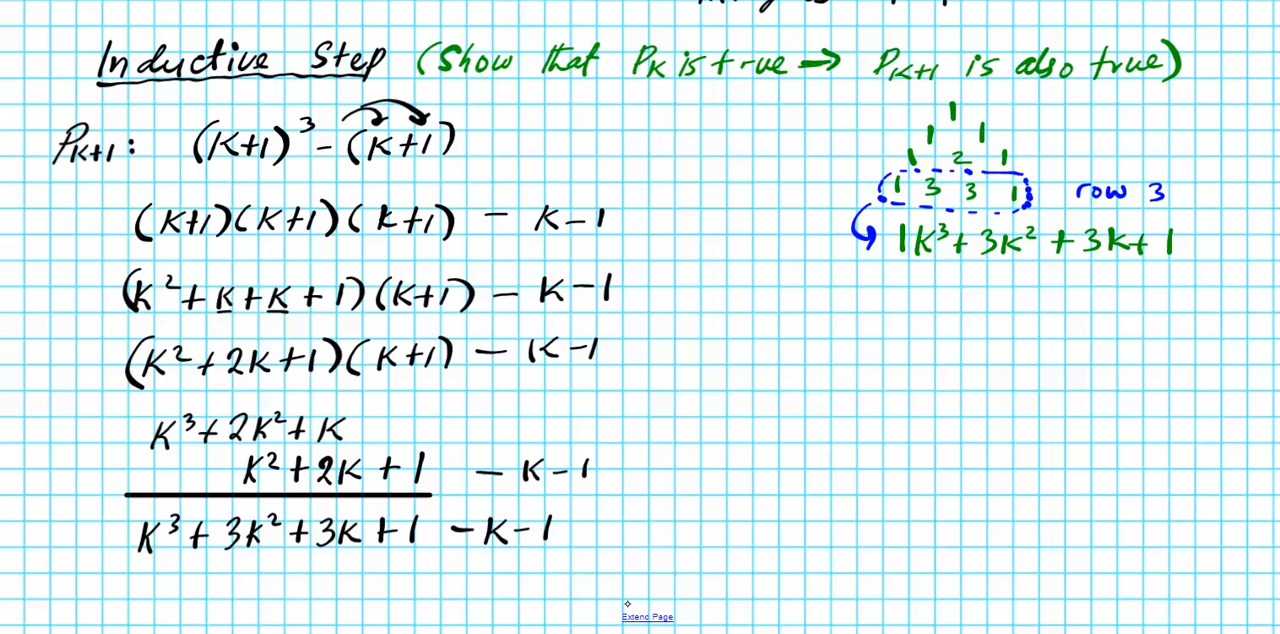 Inductive Step (Show that Pₖ is true → Pₖ₊₁ is also true)
Pₖ₊₁: (K+1)³ - (K+1)
(K+1)(K+1)(K+1) - K-1
(K² + K + K + 1)(K+1) - K-1
(K² + 2K + 1)(K+1) - K-1
K³ + 2K² + K
K² + 2K + 1 - K-1
K³ + 3K² + 3K + 1 - K-1
1
1 1
1 2 1
1 3 3 1 row 3
1K³ + 3K² + 3K + 1
Extend Page